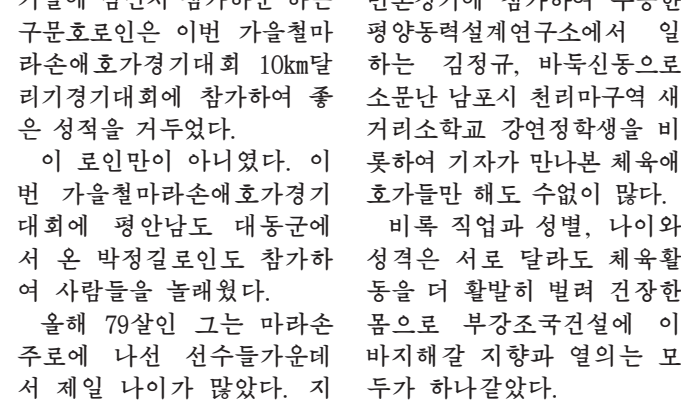 구문호로인은 이번 가을철마
라손애호가경기대회 10km달
리기경기대회에 참가하여 좋
은 성적을 거두었다.
이 로인만이 아니였다. 이
번 가을철마라손애호가경기
대회에 평안남도 대동군에
서 온 박정길로인도 참가하
여 사람들을 놀래웠다.
올해 79살인 그는 마라손
주로에 나선 선수들가운데
서 제일 나이가 많았다. 지
평양동력설계연구소에서 일
하는 김정규, 바둑신동으로
소문난 남포시 천리마구역 새
거리소학교 강연정학생을 비
롯하여 기자가 만나본 체육애
호가들만 해도 수없이 많다.
비록 직업과 성별, 나이와
성격은 서로 달라도 체육활
동을 더 활발히 벌려 건장한
몸으로 부강조국건설에 이
바지해갈 지향과 열의는 모
두가 하나같았다.